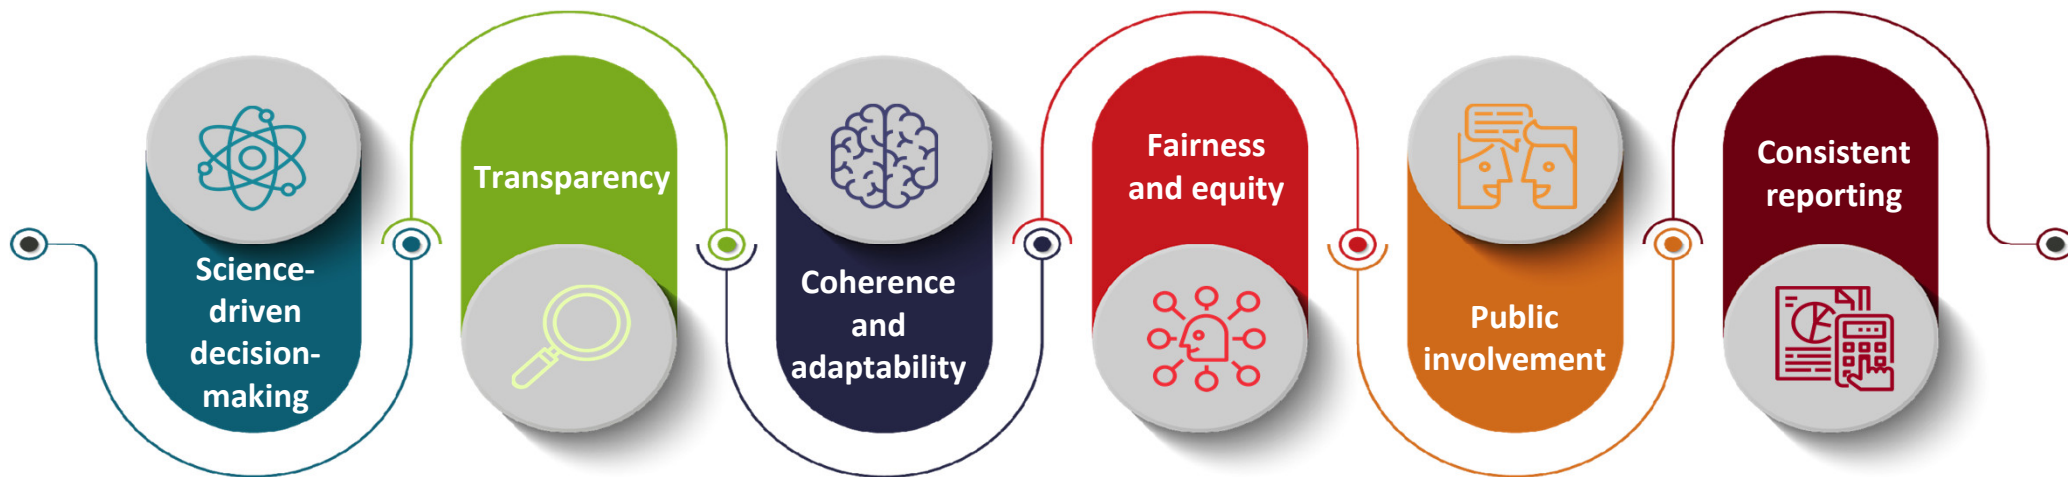 Science-
driven
decision-
making
Transparency
Coherence
and
adaptability
Fairness
and equity
Public
involvement
Consistent
reporting